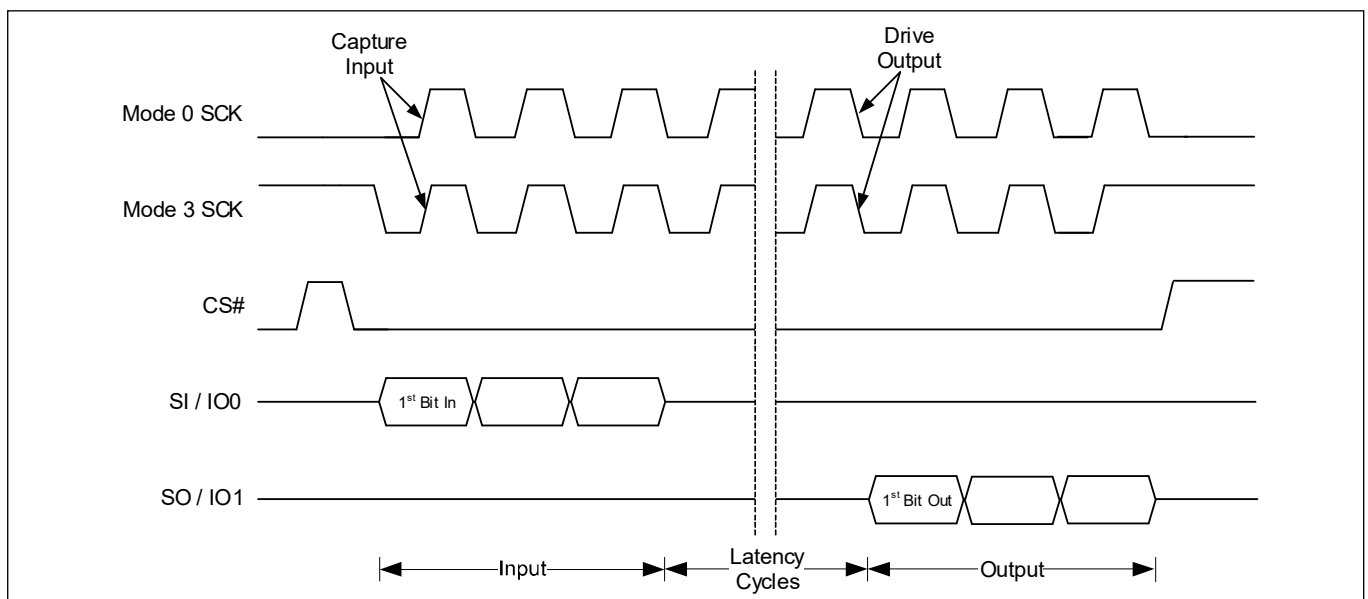 Capture
Input
Drive
Output
Mode 0 SCK
Mode 3 SCK
CS#
SI / IO0
1st Bit In
SO / IO1
1st Bit Out
Input
Latency
Cycles
Output